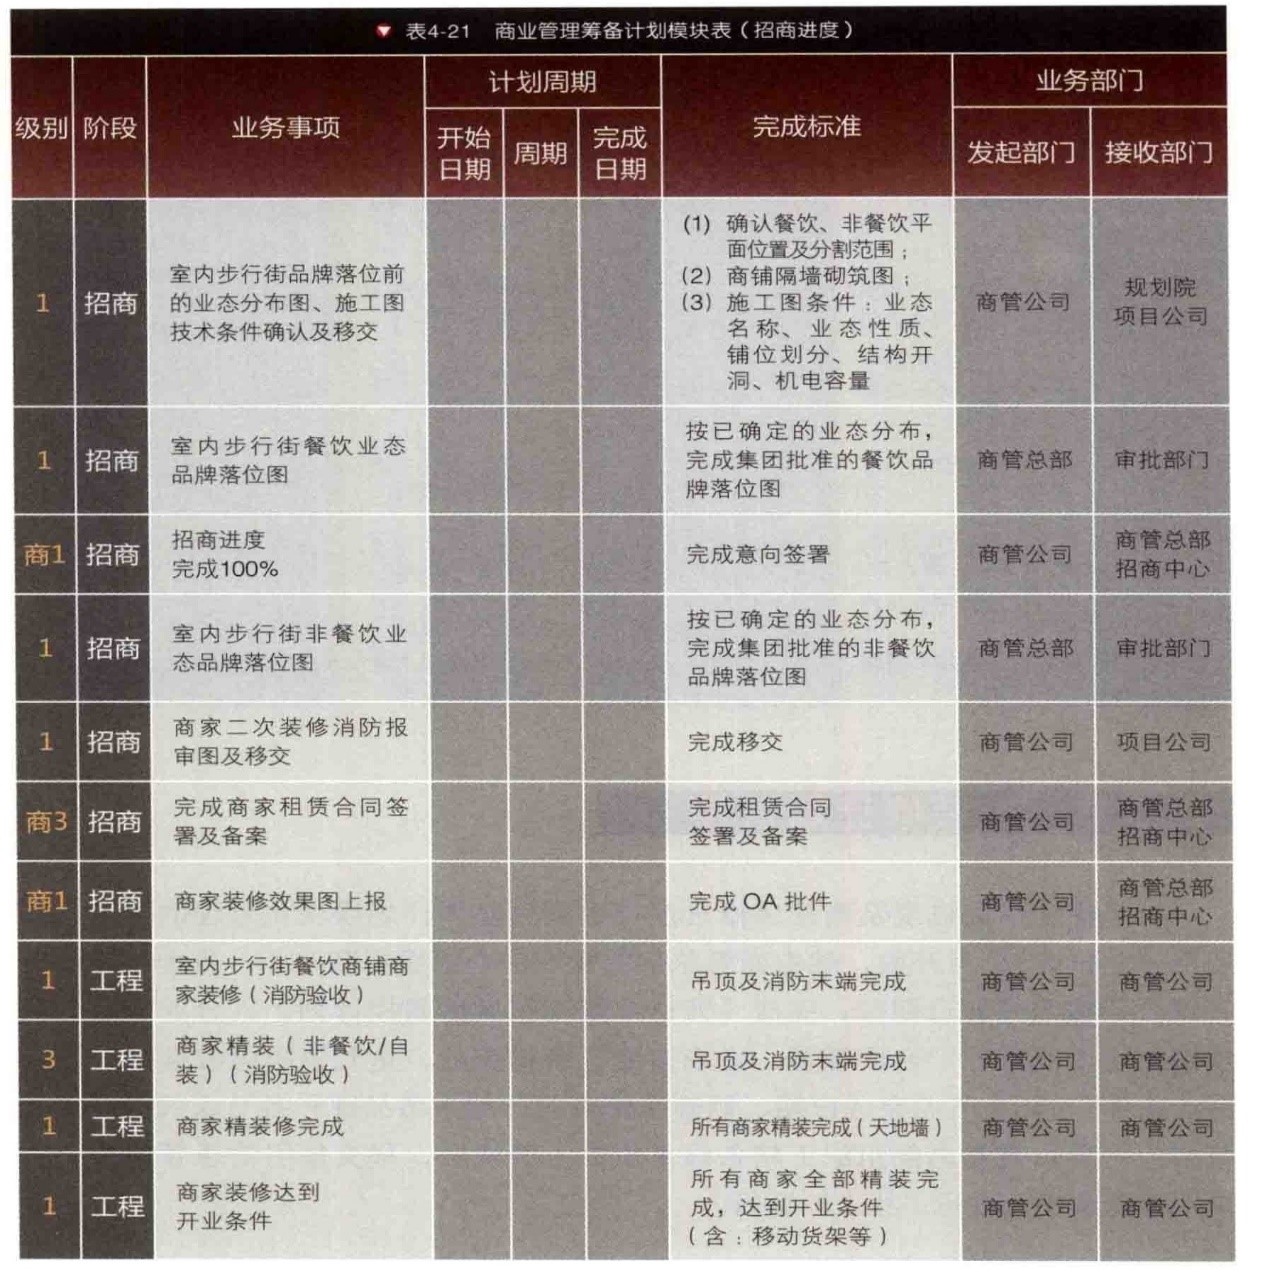 表4-21 商业管理筹备计划模块表（招商进度）
级别 阶段 业务事项 计划周期 完成标准 业务部门
开始日期 周期 完成日期 发起部门 接收部门
1 招商
室内步行街品牌落位前
的业态分布图、施工图
技术条件确认及移交
(1) 确认餐饮、非餐饮平
面位置及分割范围；
(2) 商铺隔墙砌筑图；
(3) 施工图条件：业态
名称、业态性质、
铺位划分、结构开
洞、机电容量
商管公司
规划院
项目公司
1 招商
室内步行街餐饮业态
品牌落位图
按已确定的业态分布，
完成集团批准的餐饮品
牌落位图
商管总部
审批部门
商1 招商
招商进度
完成100%
完成意向签署
商管公司
商管总部
招商中心
1 招商
室内步行街非餐饮业
态品牌落位图
按已确定的业态分布，
完成集团批准的非餐饮
品牌落位图
商管总部
审批部门
1 招商
商家二次装修消防报
审图及移交
完成移交
商管公司
项目公司
商3 招商
完成商家租赁合同签
署及备案
完成租赁合同
签署及备案
商管公司
商管总部
招商中心
商1 招商
商家装修效果图上报
完成 OA 批件
商管公司
商管总部
招商中心
1 工程
室内步行街餐饮商铺商
家装修（消防验收）
吊顶及消防末端完成
商管公司
商管公司
3 工程
商家精装（非餐饮/自
装）（消防验收）
吊顶及消防末端完成
商管公司
商管公司
1 工程
商家精装修完成
所有商家精装完成（天地墙）
商管公司
商管公司
1 工程
商家装修达到
开业条件
所有商家全部精装完
成，达到开业条件
（含：移动货架等）
商管公司
商管公司